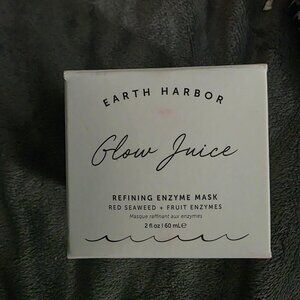 EARTH HARBOR
Glow Juice
REFINING ENZYME MASK
RED SEAWEED + FRUIT ENZYMES
Masque raffinant aux enzymes
2 fl oz | 60 mL℮